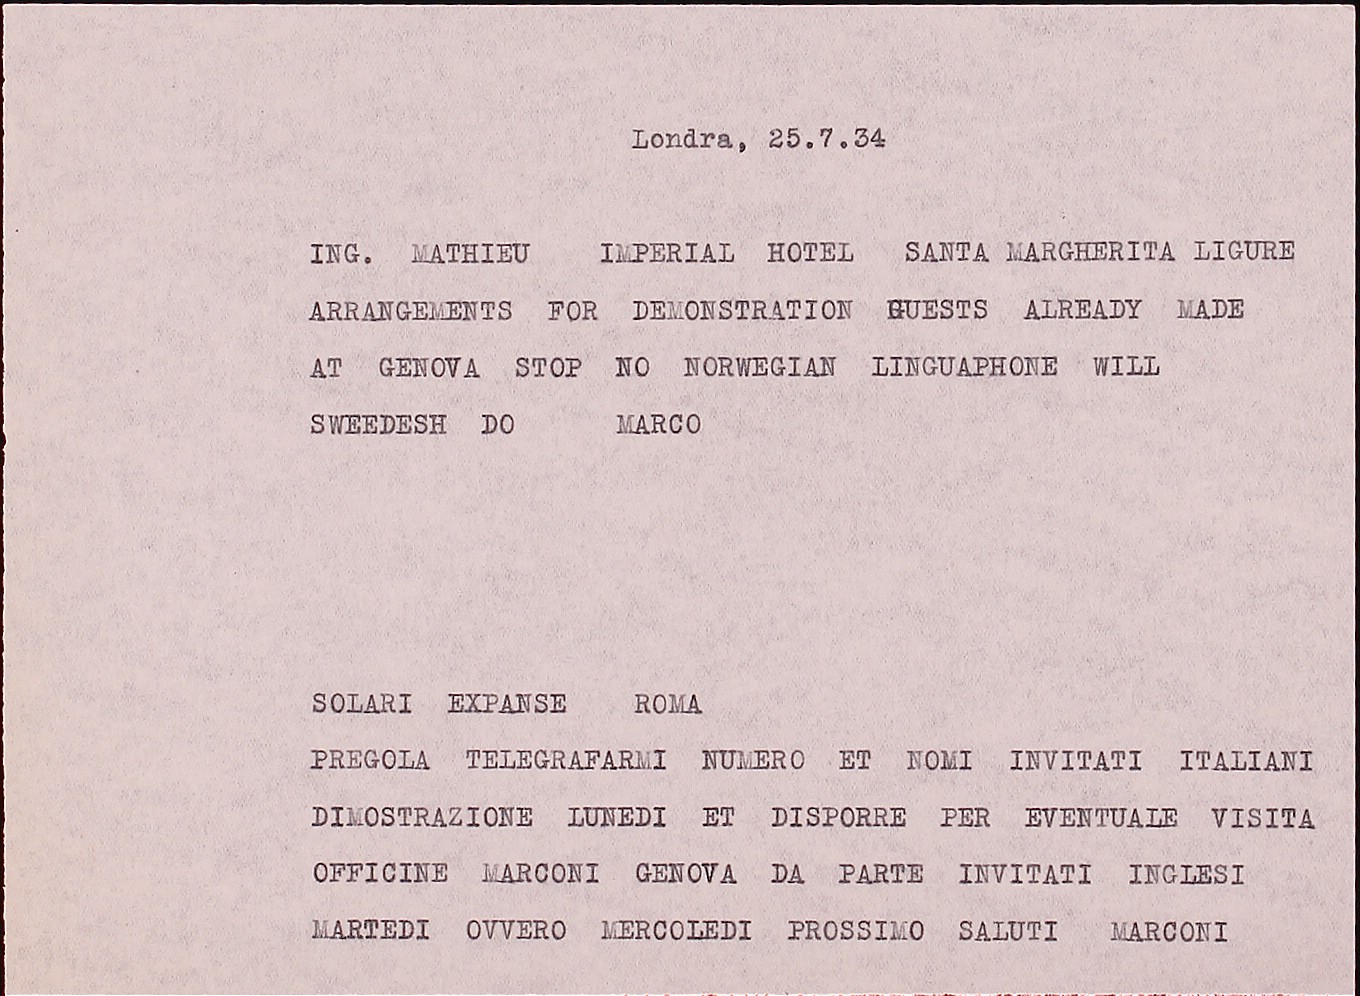 Londra, 25.7.34
ING. MATHIEU IMPERIAL HOTEL SANTA MARGHERITA LIGURE
ARRANGEMENTS FOR DEMONSTRATION GUESTS ALREADY MADE
AT GENOVA STOP NO NORWEGIAN LINGUAPHONE WILL
SWEEDESH DO MARCO
SOLARI EXPANSE ROMA
PREGOLA TELEGRAFARMI NUMERO ET NOMI INVITATI ITALIANI
DIMOSTRAZIONE LUNEDI ET DISPORRE PER EVENTUALE VISITA
OFFICINE MARCONI GENOVA DA PARTE INVITATI INGLESI
MARTEDI OVVERO MERCOLEDI PROSSIMO SALUTI MARCONI